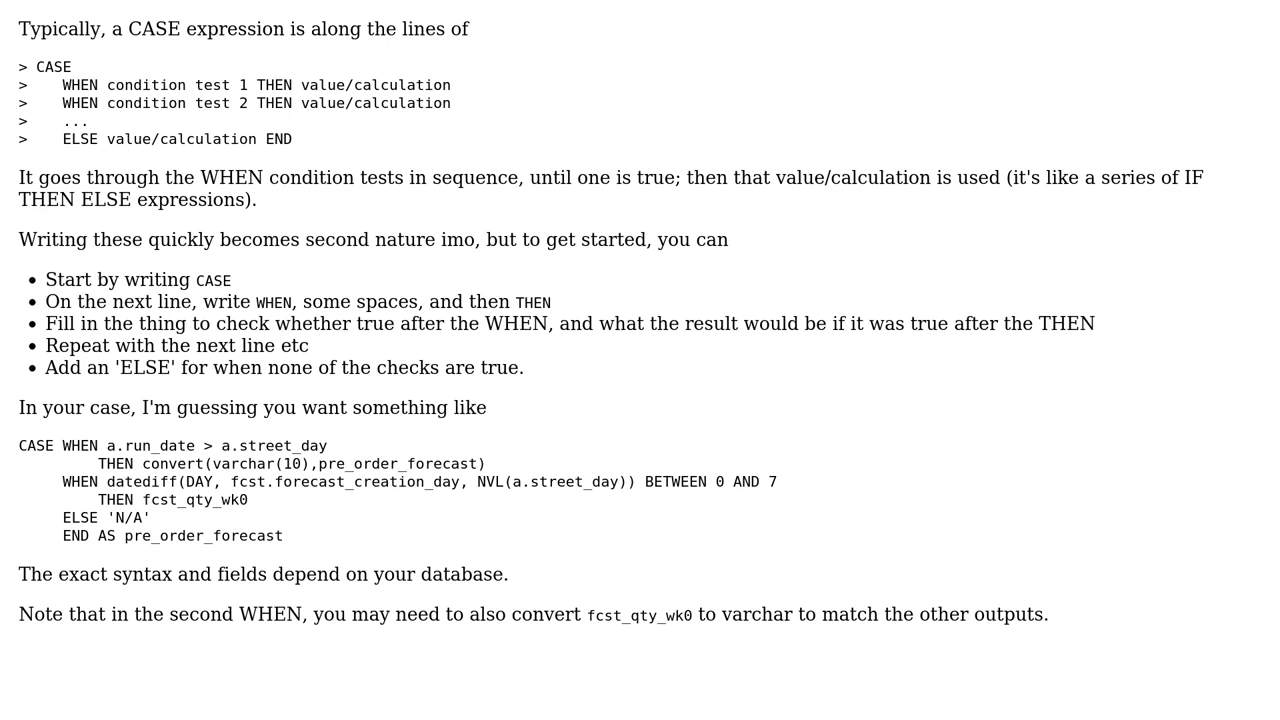 Typically, a CASE expression is along the lines of
> CASE
>    WHEN condition test 1 THEN value/calculation
>    WHEN condition test 2 THEN value/calculation
>    ...
>    ELSE value/calculation END
It goes through the WHEN condition tests in sequence, until one is true; then that value/calculation is used (it's like a series of IF
THEN ELSE expressions).
Writing these quickly becomes second nature imo, but to get started, you can
• Start by writing CASE
• On the next line, write WHEN, some spaces, and then THEN
• Fill in the thing to check whether true after the WHEN, and what the result would be if it was true after the THEN
• Repeat with the next line etc
• Add an 'ELSE' for when none of the checks are true.
In your case, I'm guessing you want something like
CASE WHEN a.run_date > a.street_day
         THEN convert(varchar(10),pre_order_forecast)
     WHEN datediff(DAY, fcst.forecast_creation_day, NVL(a.street_day)) BETWEEN 0 AND 7
         THEN fcst_qty_wk0
     ELSE 'N/A'
     END AS pre_order_forecast
The exact syntax and fields depend on your database.
Note that in the second WHEN, you may need to also convert fcst_qty_wk0 to varchar to match the other outputs.